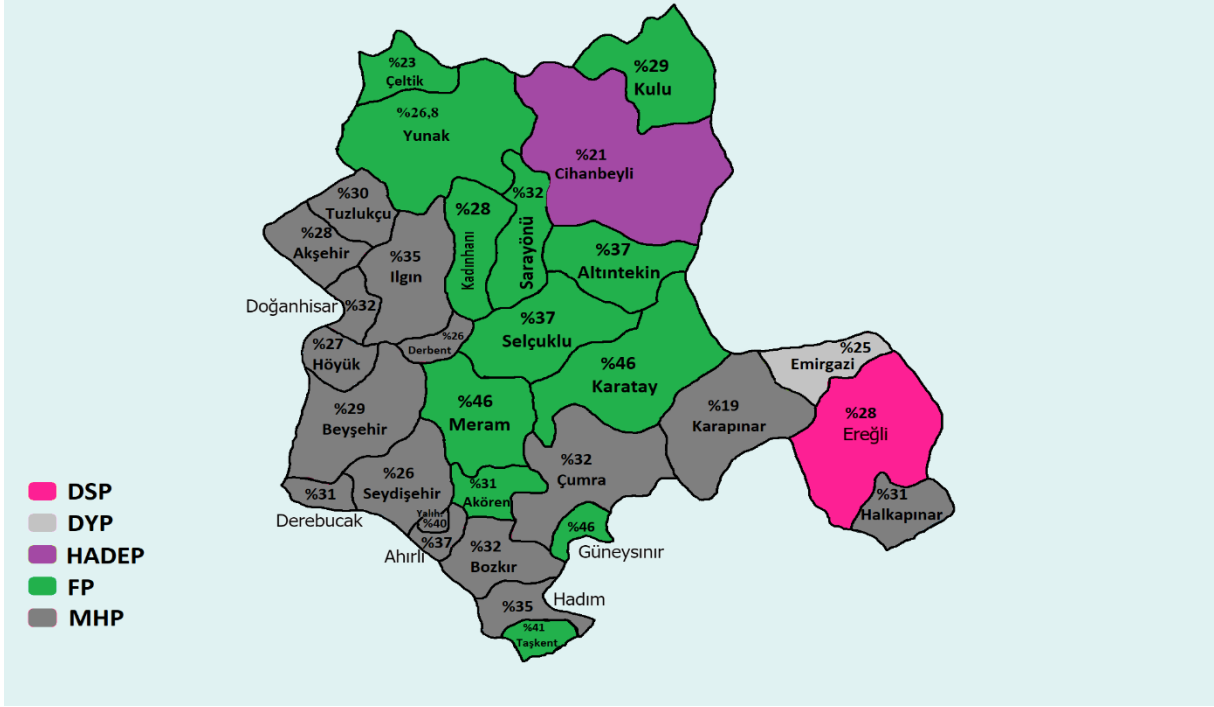 %23
Çeltik
%29
Kulu
%26,8
Yunak
%21
Cihanbeyli
%30
Tuzlukçu
%28
Kadınhanı
%32
Sarayönü
%28
Akşehir
%35
Ilgın
%37
Altıntekin
Doğanhisar
%32
%37
Selçuklu
%26
Derbent
%27
Höyük
%25
Emirgazi
%46
Karatay
%29
Beyşehir
%46
Meram
%19
Karapınar
%28
Ereğli
%32
Çumra
%26
Seydişehir
%31
Akören
%31
Derebucak
%31
Halkapınar
%40
%37
Ahırlı
%46
Güneysınır
%32
Bozkır
%35
Hadım
%41
Taşkent
DSP
DYP
HADEP
FP
MHP